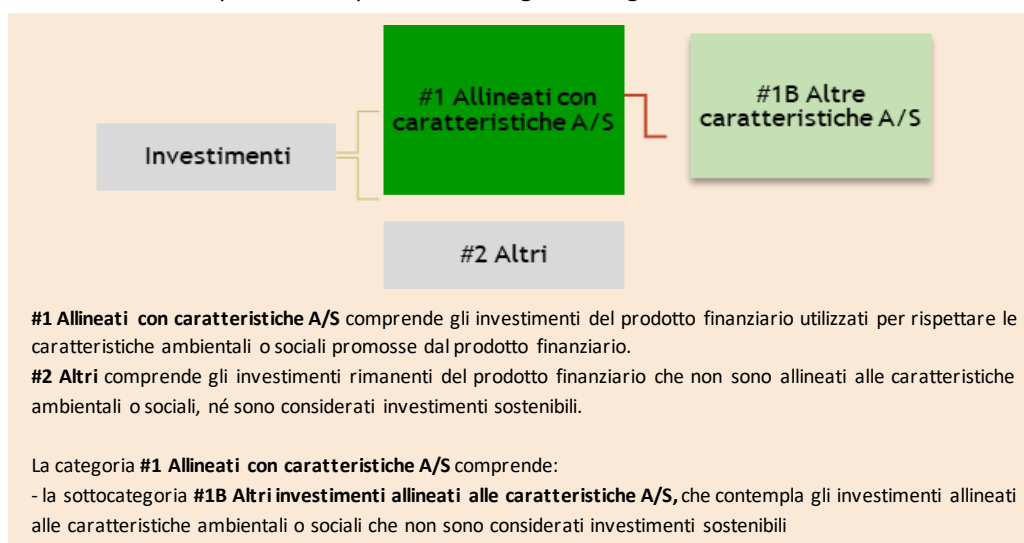 #1 Allineati con
caratteristiche A/S
#1B Altre
caratteristiche A/S
Investimenti
#2 Altri
#1 Allineati con caratteristiche A/S comprende gli investimenti del prodotto finanziario utilizzati per rispettare le
caratteristiche ambientali o sociali promosse dal prodotto finanziario.
#2 Altri comprende gli investimenti rimanenti del prodotto finanziario che non sono allineati alle caratteristiche
ambientali o sociali, né sono considerati investimenti sostenibili.
La categoria #1 Allineati con caratteristiche A/S comprende:
- la sottocategoria #1B Altri investimenti allineati alle caratteristiche A/S, che contempla gli investimenti allineati
alle caratteristiche ambientali o sociali che non sono considerati investimenti sostenibili